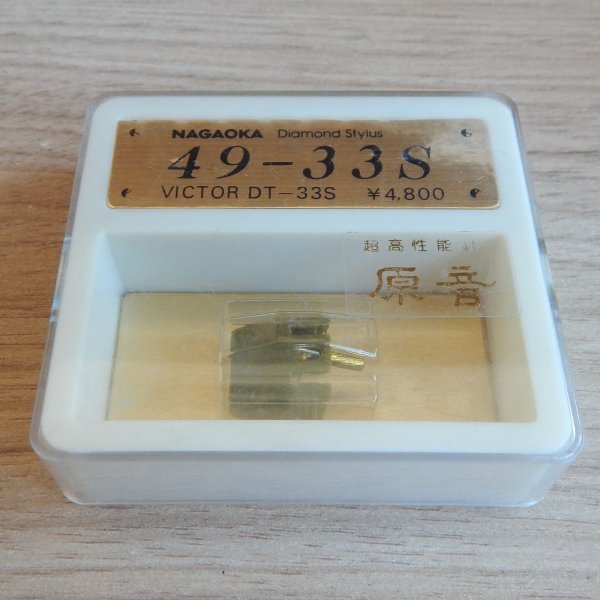 NAGAOKA Diamond Stylus
49-33S
VICTOR DT-33S ¥4,800
超高性能針
原音